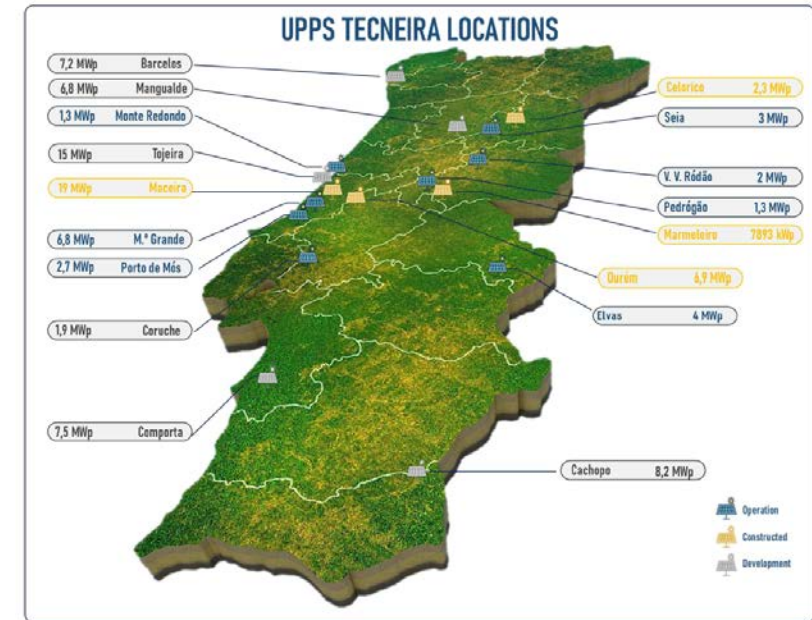 UPPS TECNEIRA LOCATIONS
7,2 MWp Barcelos
6,8 MWp Mangualde
1,3 MWp Monte Redondo
15 MWp Tojeira
19 MWp Maceira
6,8 MWp M.ª Grande
2,7 MWp Porto de Mós
1,9 MWp Coruche
7,5 MWp Comporta
Celorico 2,3 MWp
Seia 3 MWp
V. V. Ródão 2 MWp
Pedrógão 1,3 MWp
Marmeleiro 7893 kWp
Ourém 6,9 MWp
Elvas 4 MWp
Cachopo 8,2 MWp
Operation
Constructed
Development